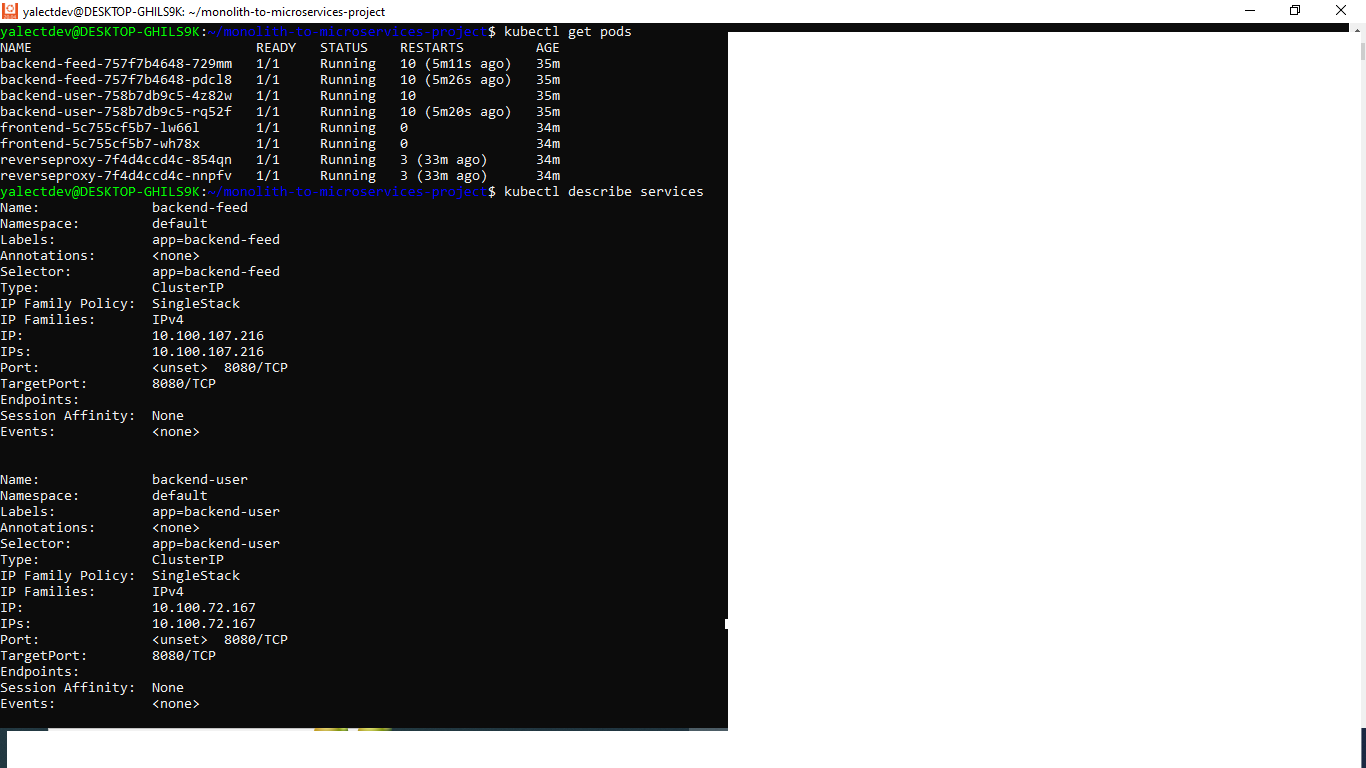 yalectdev@DESKTOP-GHILS9K: ~/monolith-to-microservices-project
yalectdev@DESKTOP-GHILS9K:~/monolith-to-microservices-project$ kubectl get pods
NAME                            READY   STATUS    RESTARTS         AGE
backend-feed-757f7b4648-729mm   1/1     Running   10 (5m11s ago)   35m
backend-feed-757f7b4648-pdcl8   1/1     Running   10 (5m26s ago)   35m
backend-user-758b7db9c5-4z82w   1/1     Running   10               35m
backend-user-758b7db9c5-rq52f   1/1     Running   10 (5m20s ago)   35m
frontend-5c755cf5b7-lw66l       1/1     Running   0                34m
frontend-5c755cf5b7-wh78x       1/1     Running   0                34m
reverseproxy-7f4d4ccd4c-854qn   1/1     Running   3 (33m ago)      34m
reverseproxy-7f4d4ccd4c-nnpfv   1/1     Running   3 (33m ago)      34m
yalectdev@DESKTOP-GHILS9K:~/monolith-to-microservices-project$ kubectl describe services
Name:              backend-feed
Namespace:         default
Labels:            app=backend-feed
Annotations:       <none>
Selector:          app=backend-feed
Type:              ClusterIP
IP Family Policy:  SingleStack
IP Families:       IPv4
IP:                10.100.107.216
IPs:               10.100.107.216
Port:              <unset>  8080/TCP
TargetPort:        8080/TCP
Endpoints:
Session Affinity:  None
Events:            <none>
Name:              backend-user
Namespace:         default
Labels:            app=backend-user
Annotations:       <none>
Selector:          app=backend-user
Type:              ClusterIP
IP Family Policy:  SingleStack
IP Families:       IPv4
IP:                10.100.72.167
IPs:               10.100.72.167
Port:              <unset>  8080/TCP
TargetPort:        8080/TCP
Endpoints:
Session Affinity:  None
Events:            <none>